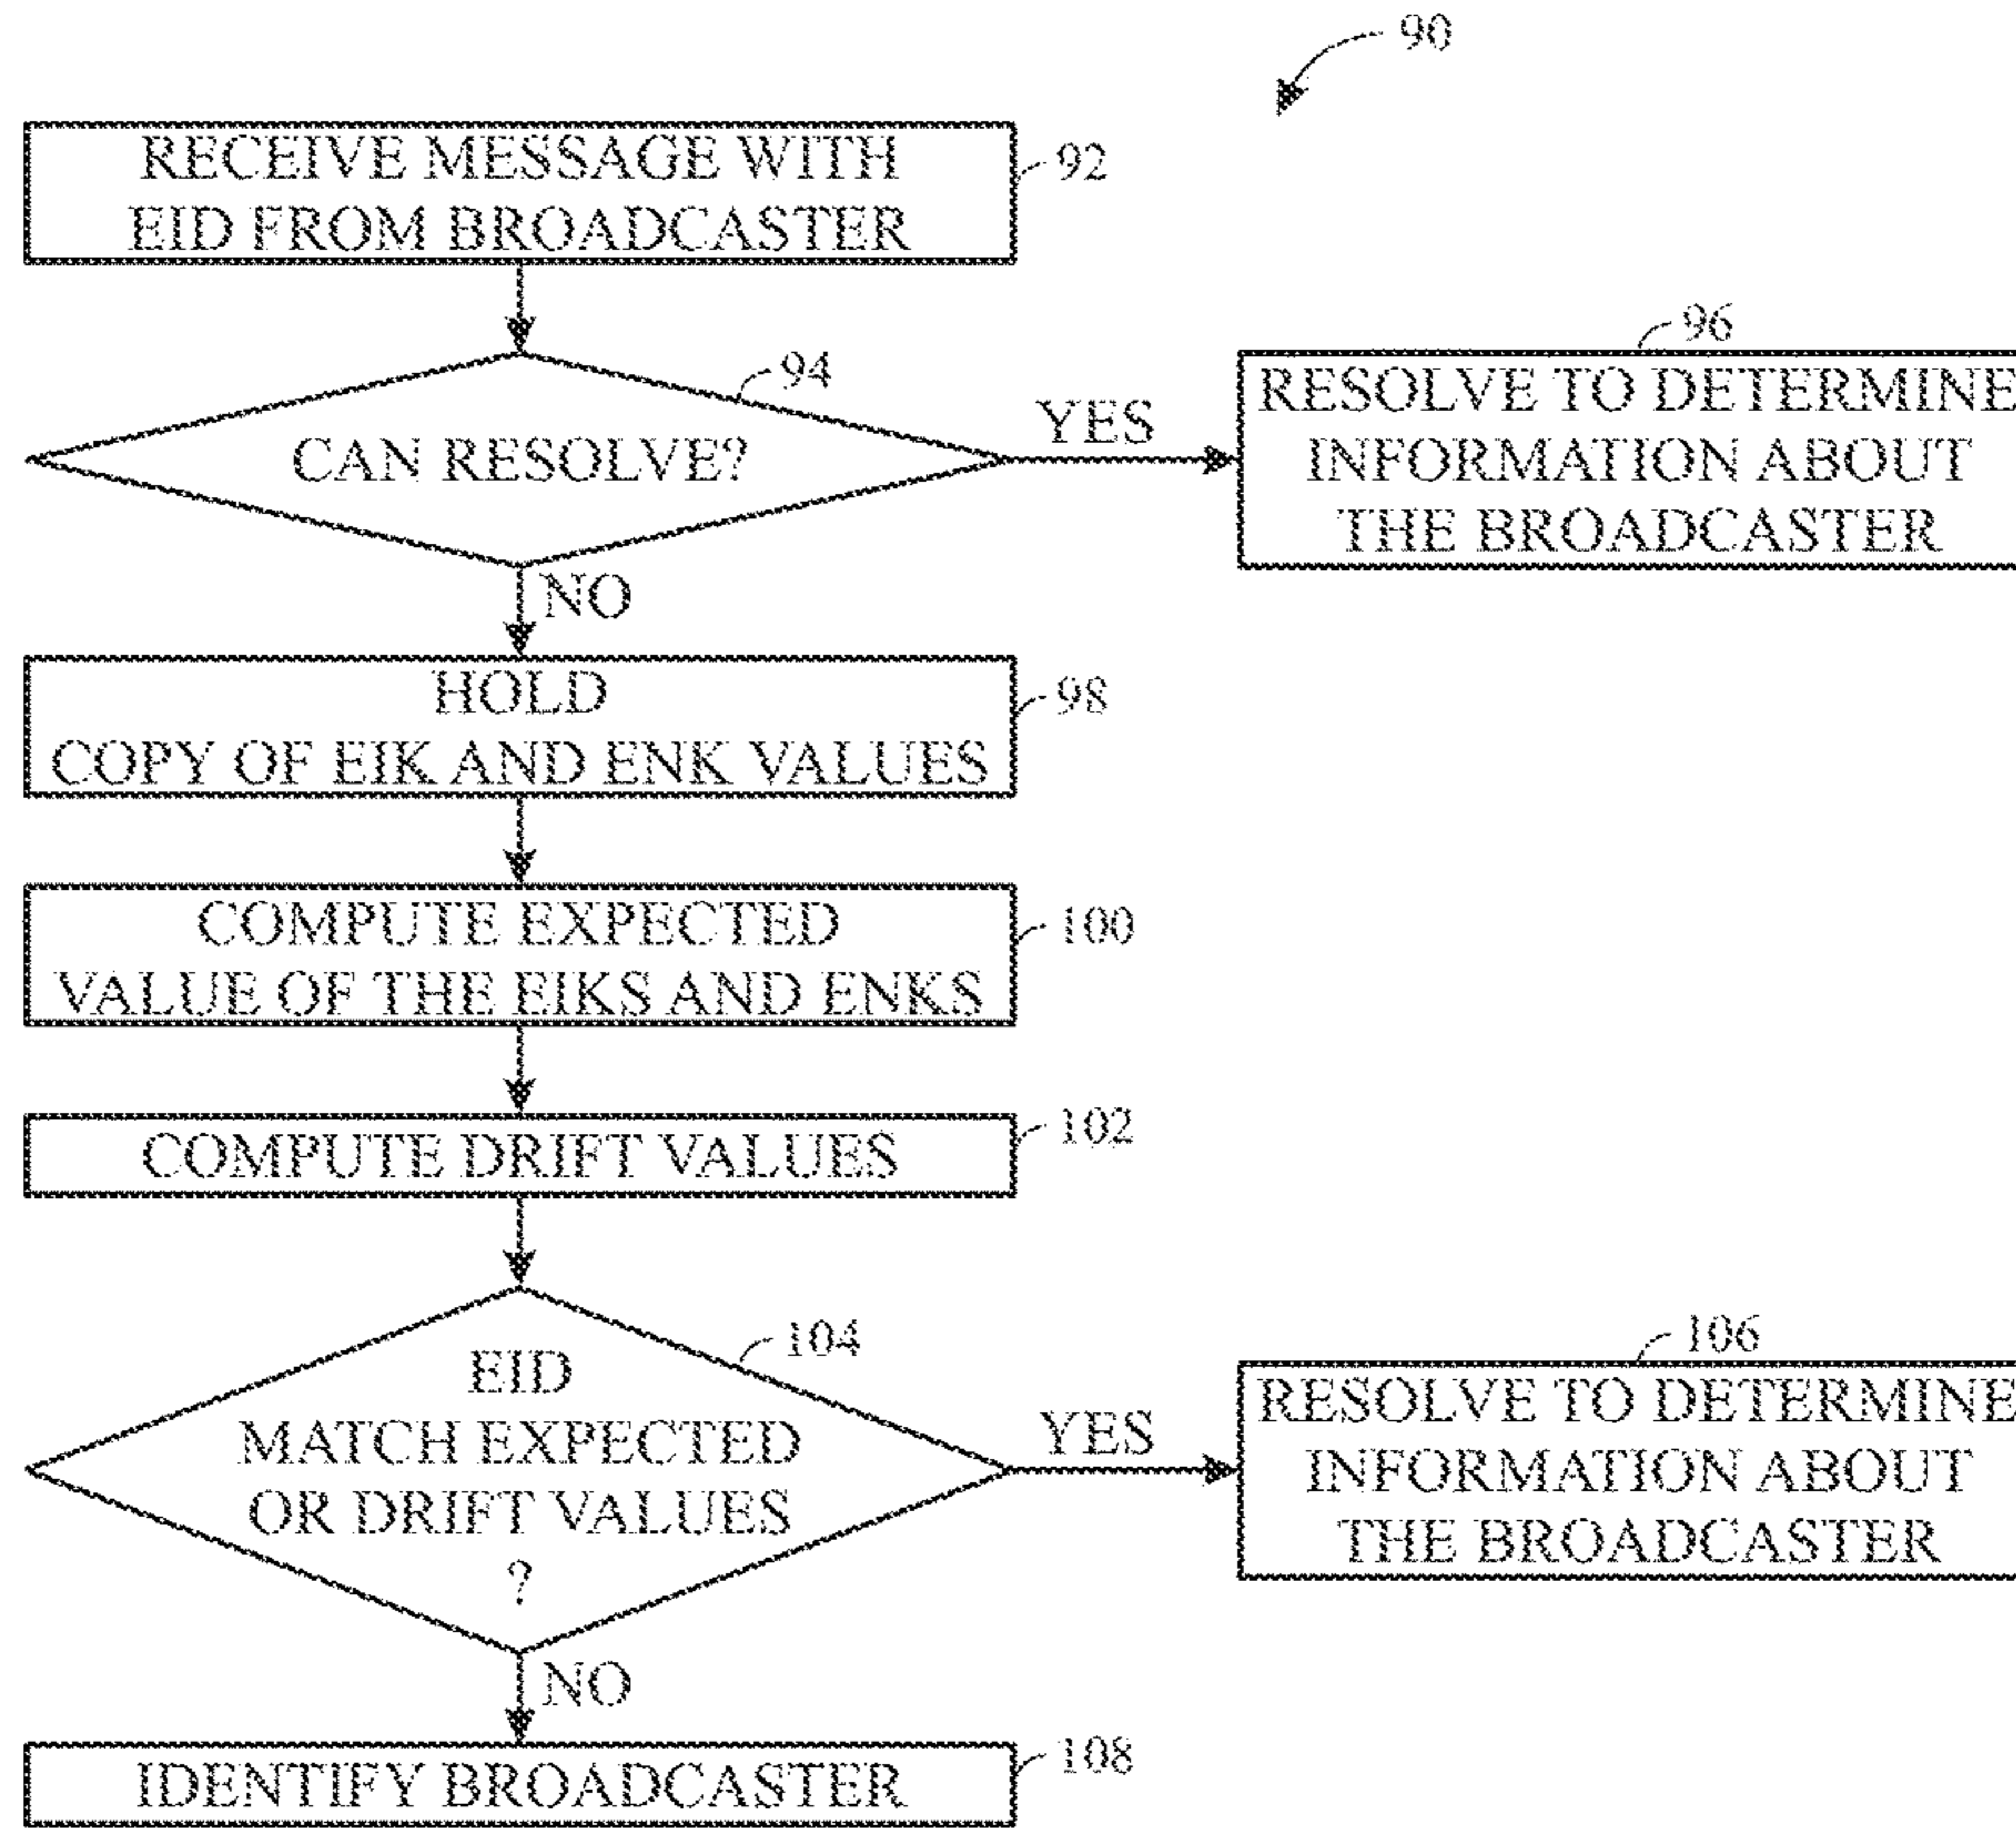 90
RECEIVE MESSAGE WITH
EID FROM BROADCASTER
92
94
CAN RESOLVE?
YES
96
RESOLVE TO DETERMINE
INFORMATION ABOUT
THE BROADCASTER
NO
HOLD
COPY OF EIK AND ENK VALUES
98
COMPUTE EXPECTED
VALUE OF THE EIKS AND ENKS
100
COMPUTE DRIFT VALUES
102
104
EID
MATCH EXPECTED
OR DRIFT VALUES
?
YES
106
RESOLVE TO DETERMINE
INFORMATION ABOUT
THE BROADCASTER
NO
IDENTIFY BROADCASTER
108